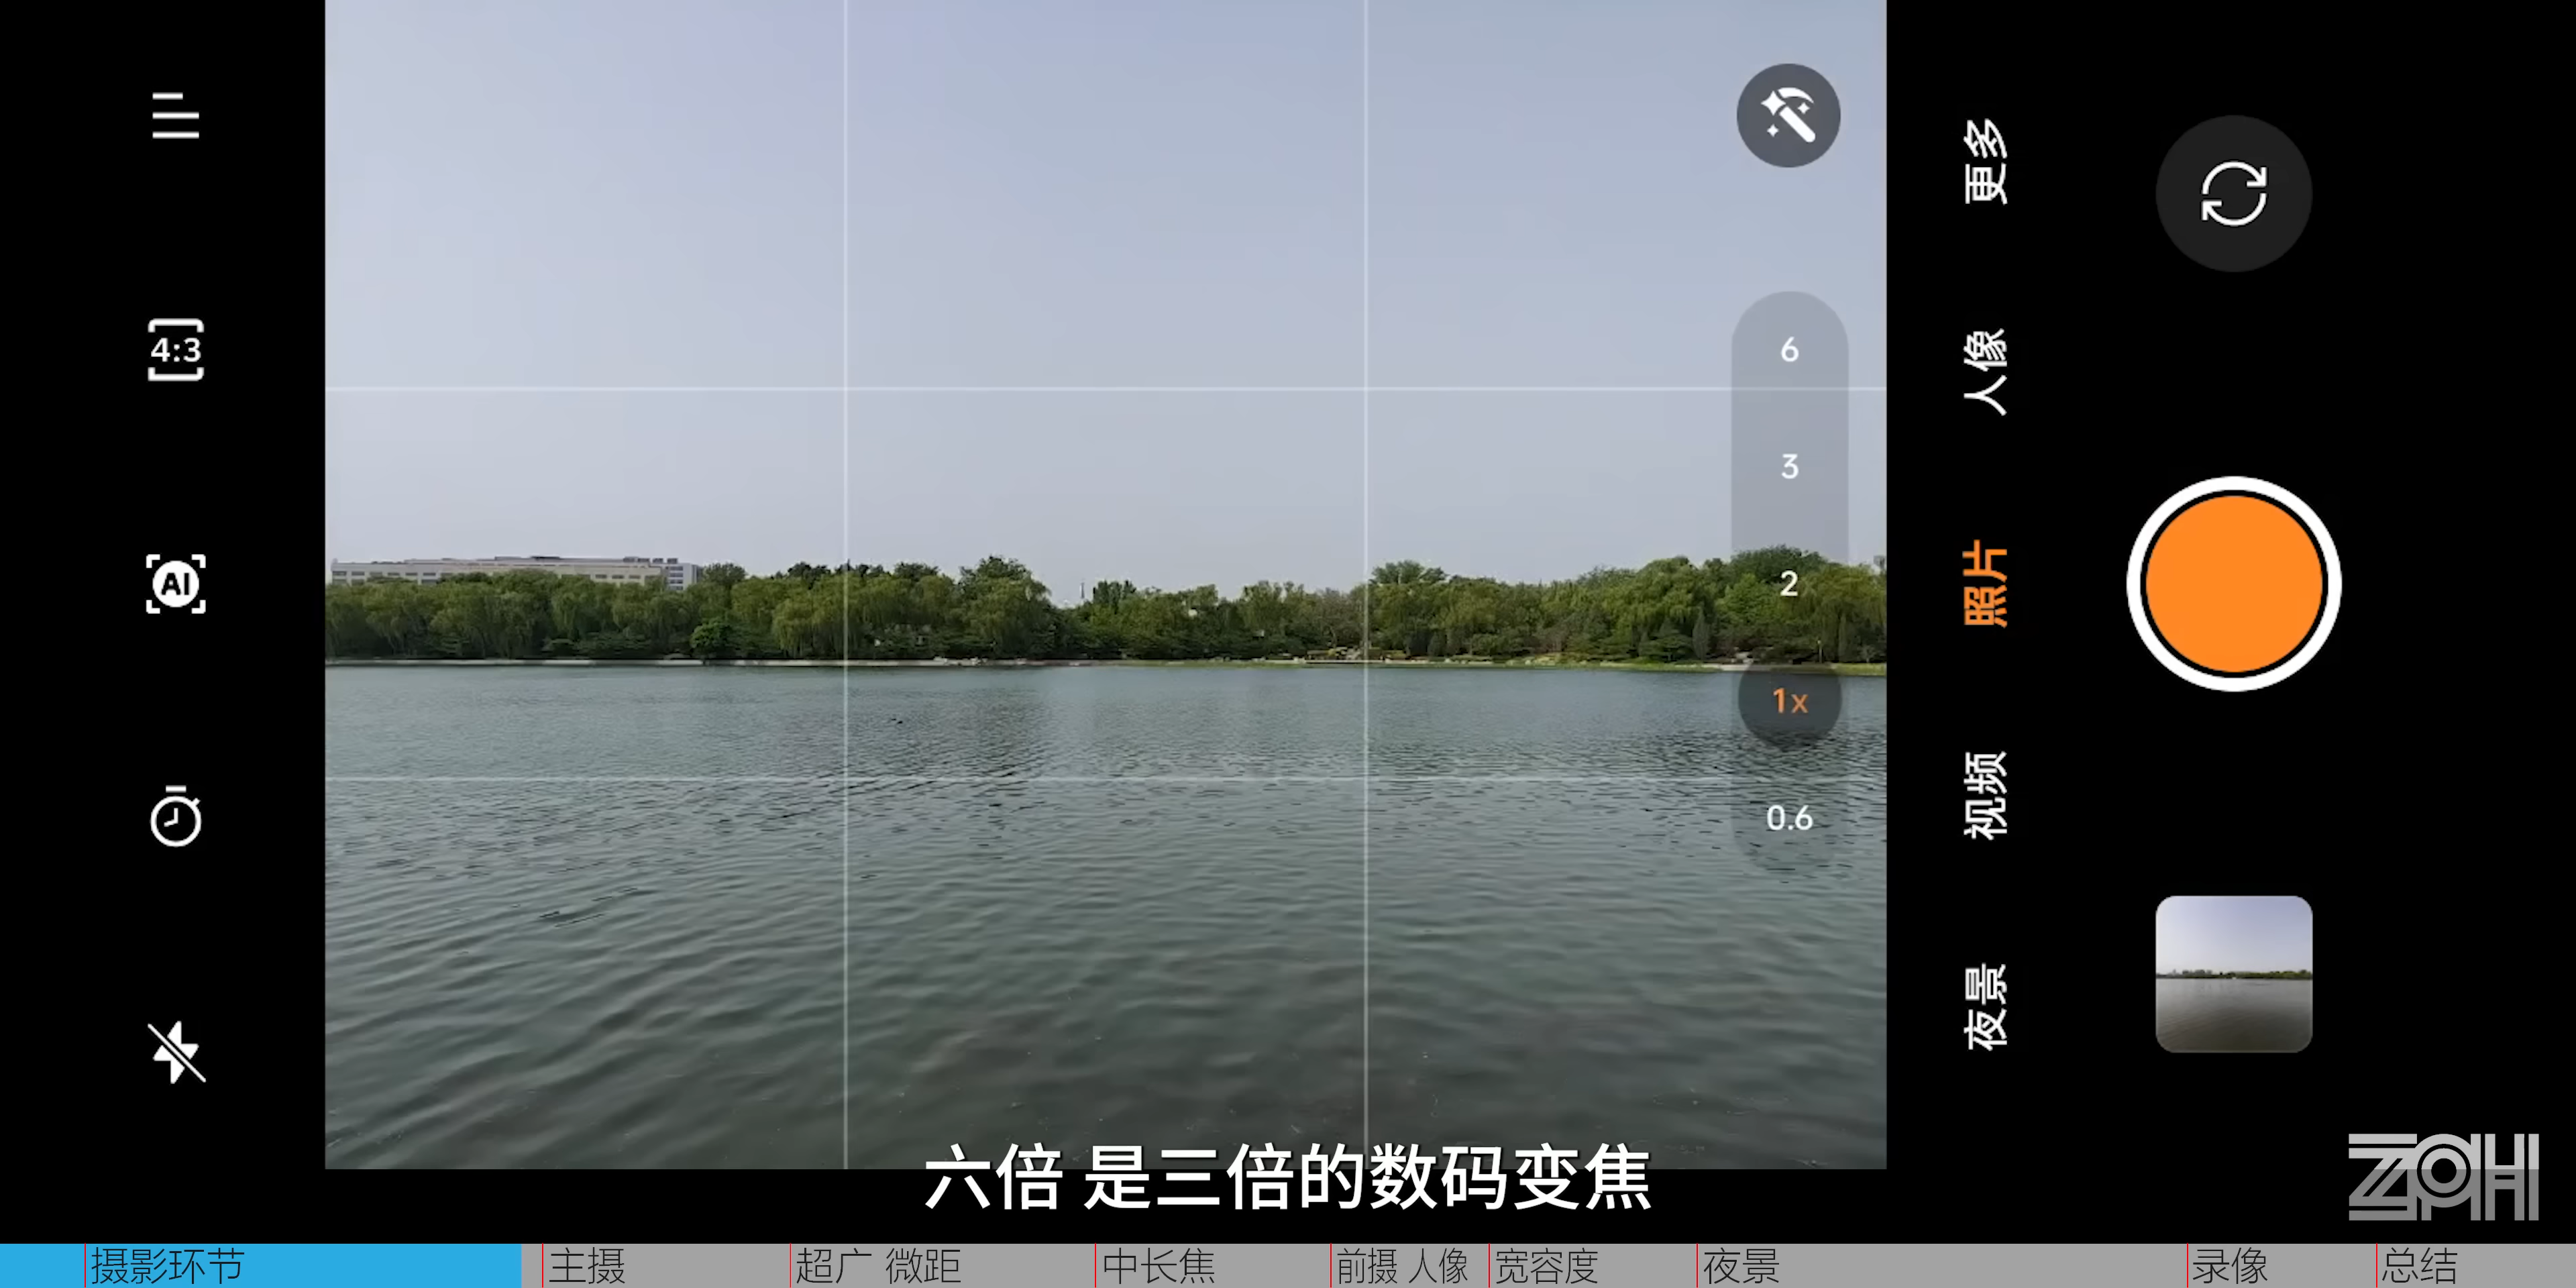 4:3
AI
6
3
2
1x
0.6
更多
人像
照片
视频
夜景
六倍 是三倍的数码变焦
ZPHI
摄影环节
主摄
超广 微距
中长焦
前摄 人像
宽容度
夜景
录像
总结